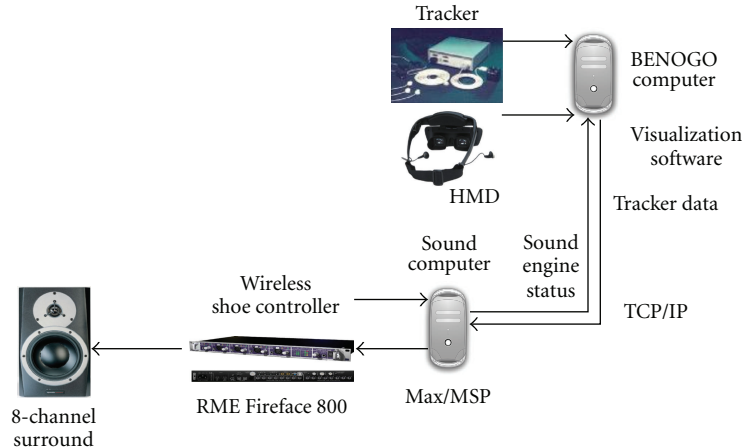 Tracker
BENOGO
computer
Visualization
software
HMD
Tracker data
Sound
computer
Sound
engine
status
Wireless
shoe controller
TCP/IP
RME Fireface 800
Max/MSP
8-channel
surround